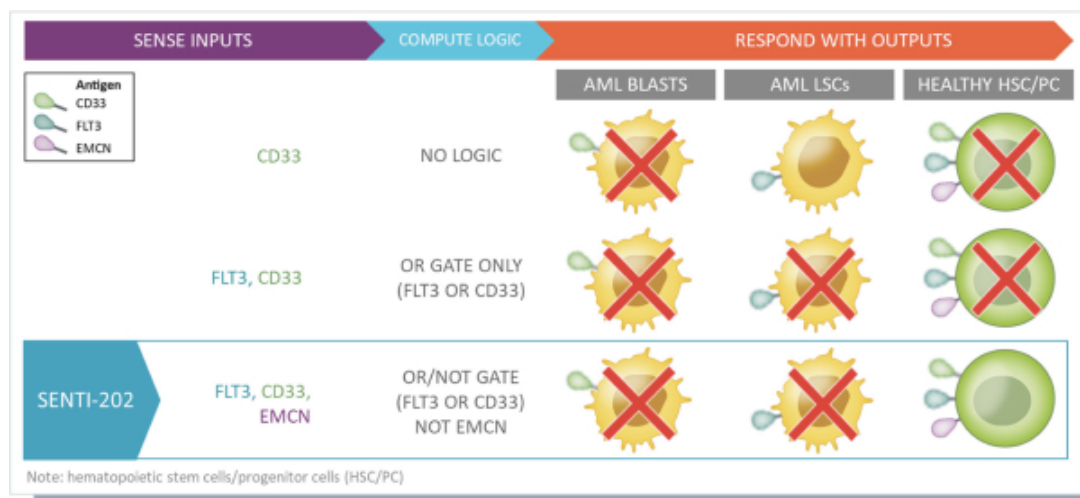 SENSE INPUTS
COMPUTE LOGIC
RESPOND WITH OUTPUTS
Antigen
CD33
FLT3
EMCN
AML BLASTS
AML LSCs
HEALTHY HSC/PC
CD33
NO LOGIC
FLT3, CD33
OR GATE ONLY
(FLT3 OR CD33)
SENTI-202
FLT3, CD33,
EMCN
OR/NOT GATE
(FLT3 OR CD33)
NOT EMCN
Note: hematopoietic stem cells/progenitor cells (HSC/PC)